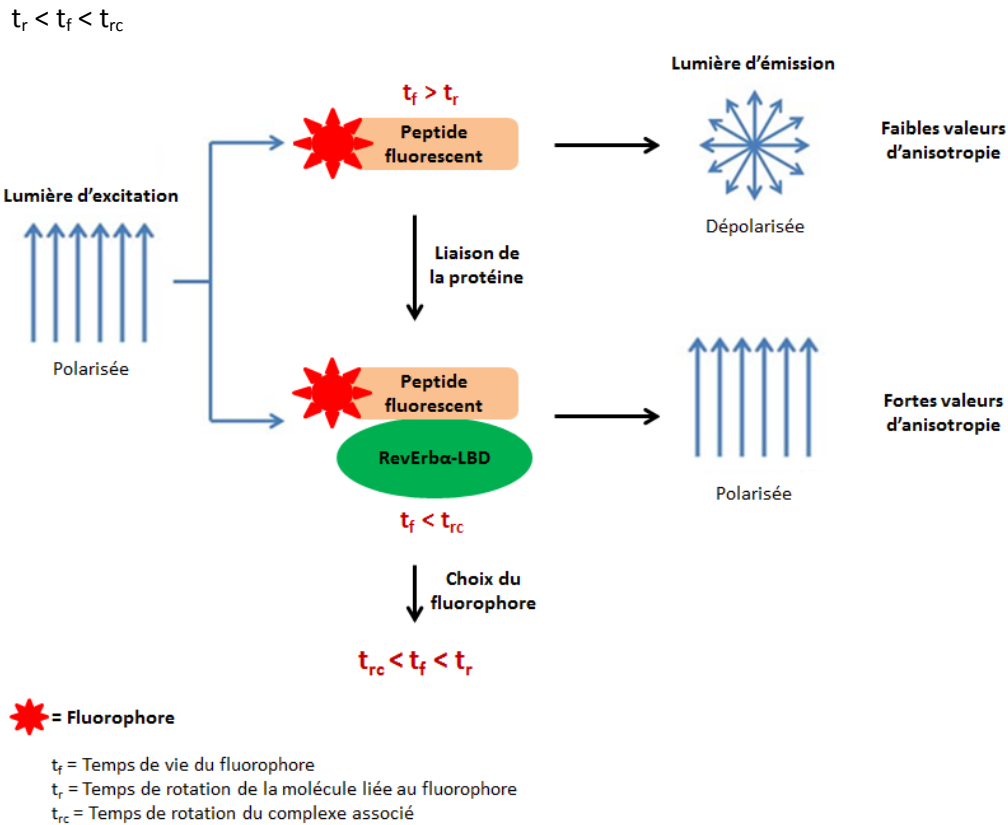 tr < tf < trc
Lumière d'émission
tf > tr
Peptide
fluorescent
Faibles valeurs
d'anisotropie
Lumière d'excitation
Dépolarisée
Liaison de
la protéine
Polarisée
Peptide
fluorescent
Fortes valeurs
d'anisotropie
RevErbα-LBD
Polarisée
tf < trc
Choix du
fluorophore
trc < tf < tr
= Fluorophore
tf = Temps de vie du fluorophore
tr = Temps de rotation de la molécule liée au fluorophore
trc = Temps de rotation du complexe associé